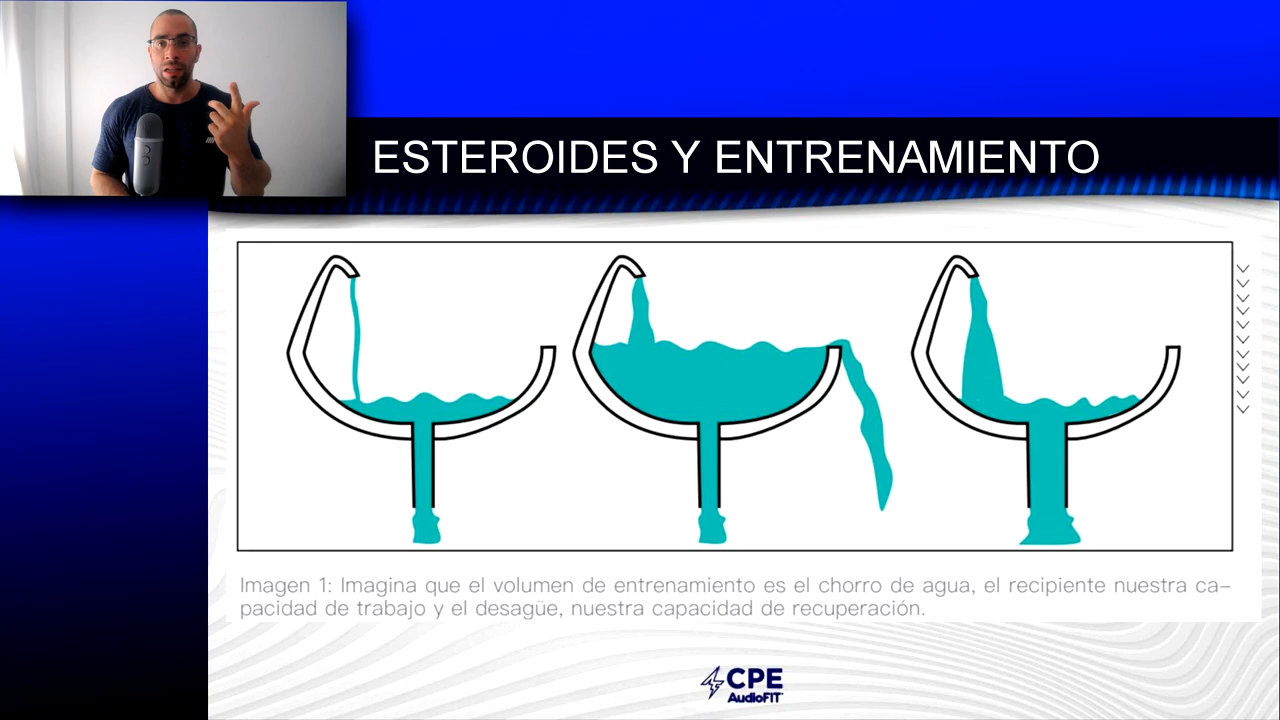 ESTEROIDES Y ENTRENAMIENTO
Imagen 1: Imagina que el volumen de entrenamiento es el chorro de agua, el recipiente nuestra ca-
pacidad de trabajo y el desagüe, nuestra capacidad de recuperación.
CPE
AudioFIT